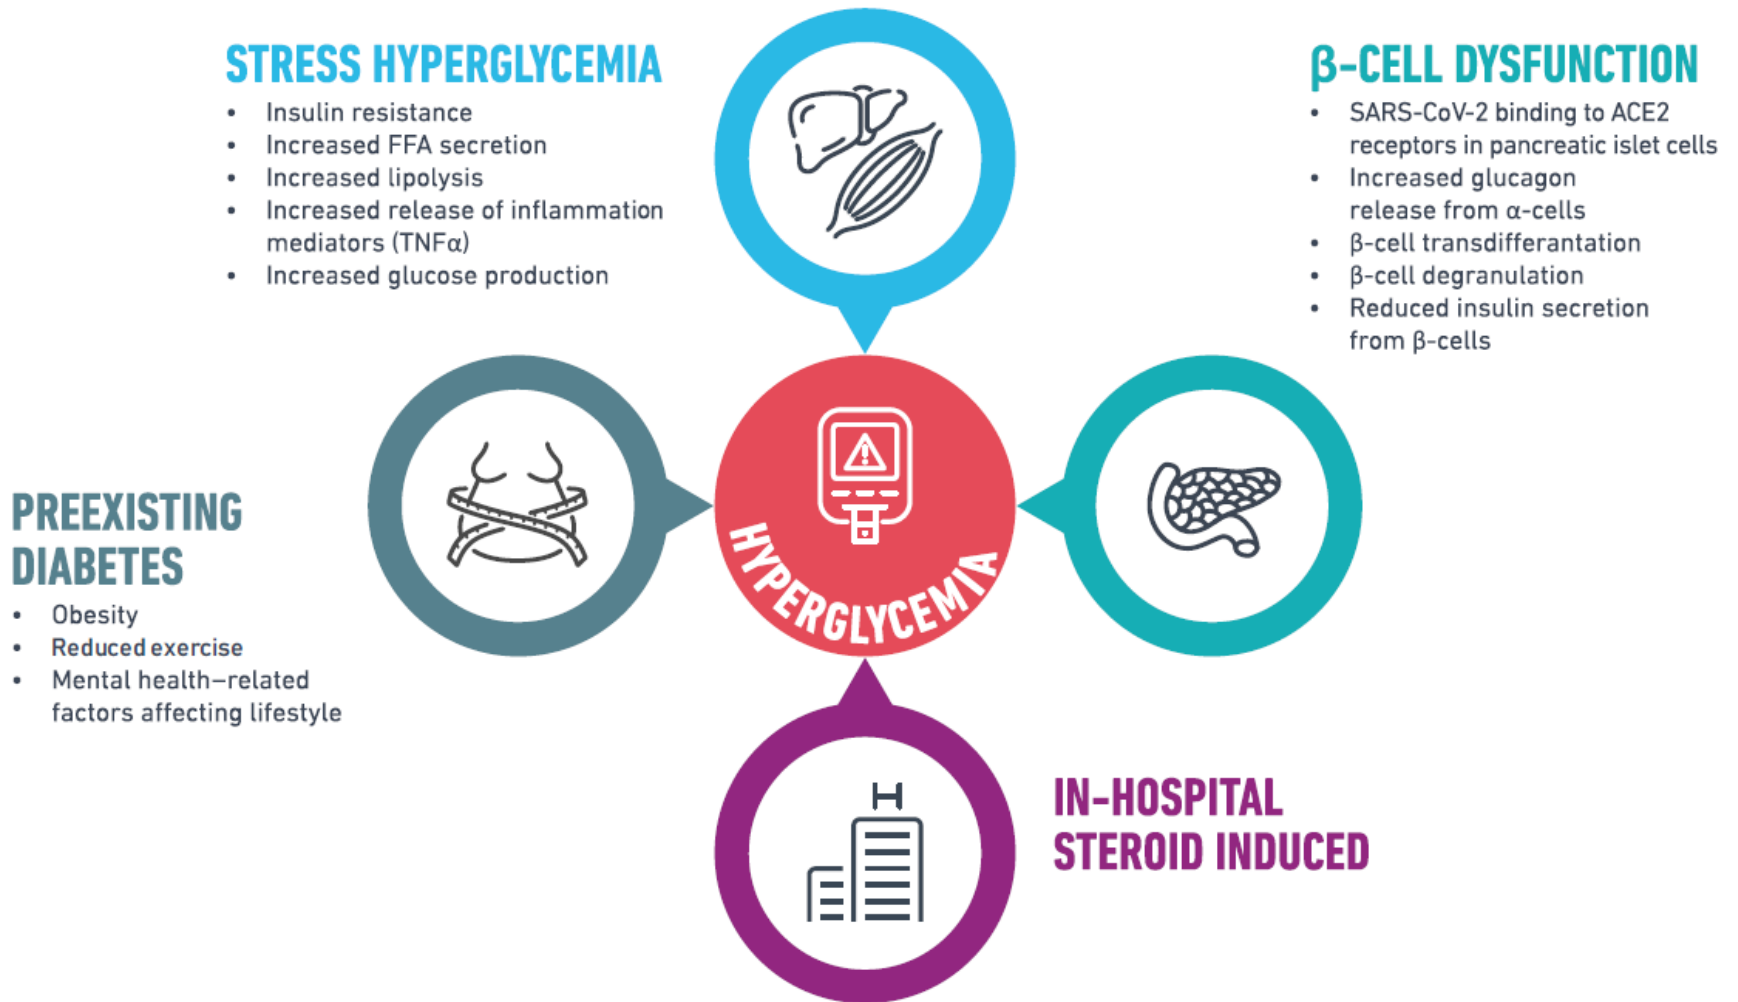 STRESS HYPERGLYCEMIA
• Insulin resistance
• Increased FFA secretion
• Increased lipolysis
• Increased release of inflammation
mediators (TNFα)
• Increased glucose production
β-CELL DYSFUNCTION
• SARS-CoV-2 binding to ACE2
receptors in pancreatic islet cells
• Increased glucagon
release from α-cells
• β-cell transdifferantation
• β-cell degranulation
• Reduced insulin secretion
from β-cells
PREEXISTING
DIABETES
• Obesity
• Reduced exercise
• Mental health–related
factors affecting lifestyle
HYPERGLYCEMIA
H
IN-HOSPITAL
STEROID INDUCED